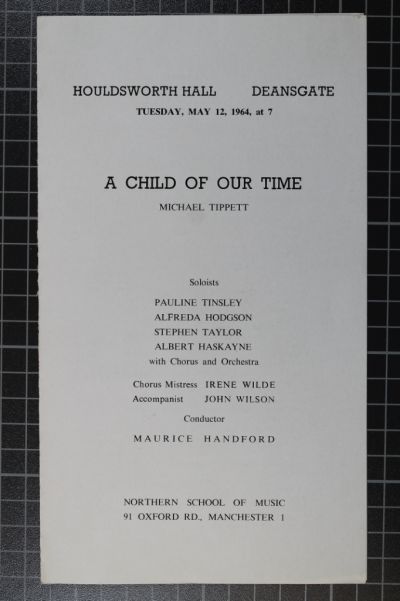 HOULDSWORTH HALL DEANSGATE
TUESDAY, MAY 12, 1964, at 7
A CHILD OF OUR TIME
MICHAEL TIPPETT
Soloists
PAULINE TINSLEY
ALFREDA HODGSON
STEPHEN TAYLOR
ALBERT HASKAYNE
with Chorus and Orchestra
Chorus Mistress IRENE WILDE
Accompanist JOHN WILSON
Conductor
MAURICE HANDFORD
NORTHERN SCHOOL OF MUSIC
91 OXFORD RD., MANCHESTER 1